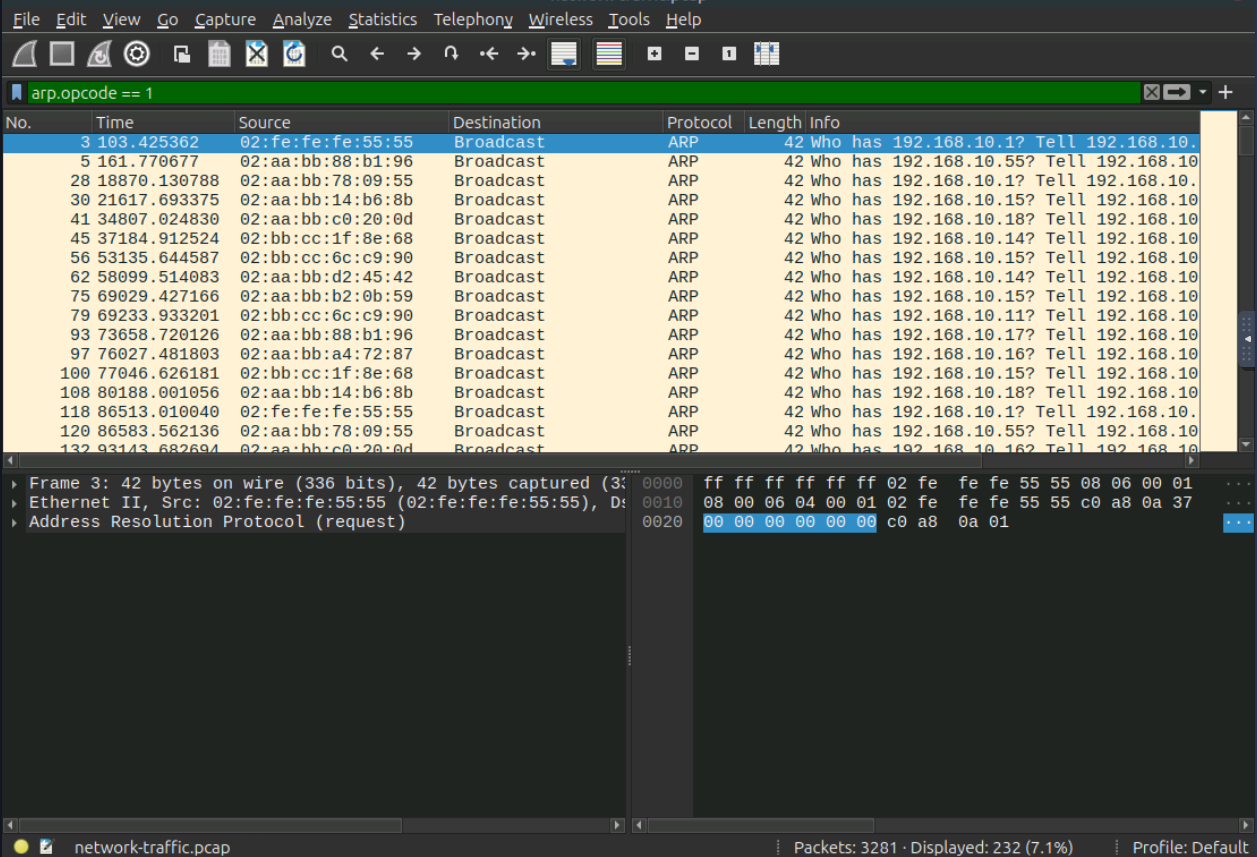 File Edit View Go Capture Analyze Statistics Telephony Wireless Tools Help
arp.opcode == 1
No. Time Source Destination Protocol Length Info
3 103.425362 02:fe:fe:fe:55:55 Broadcast ARP 42 Who has 192.168.10.1? Tell 192.168.10.
5 161.770677 02:aa:bb:88:b1:96 Broadcast ARP 42 Who has 192.168.10.55? Tell 192.168.10
28 18870.130788 02:aa:bb:78:09:55 Broadcast ARP 42 Who has 192.168.10.1? Tell 192.168.10.
30 21617.693375 02:aa:bb:14:b6:8b Broadcast ARP 42 Who has 192.168.10.15? Tell 192.168.10
41 34807.024830 02:aa:bb:c0:20:0d Broadcast ARP 42 Who has 192.168.10.18? Tell 192.168.10
45 37184.912524 02:bb:cc:1f:8e:68 Broadcast ARP 42 Who has 192.168.10.14? Tell 192.168.10
56 53135.644587 02:bb:cc:6c:c9:90 Broadcast ARP 42 Who has 192.168.10.15? Tell 192.168.10
62 58099.514083 02:aa:bb:d2:45:42 Broadcast ARP 42 Who has 192.168.10.14? Tell 192.168.10
75 69029.427166 02:aa:bb:b2:0b:59 Broadcast ARP 42 Who has 192.168.10.15? Tell 192.168.10
79 69233.933201 02:bb:cc:6c:c9:90 Broadcast ARP 42 Who has 192.168.10.11? Tell 192.168.10
93 73658.720126 02:aa:bb:88:b1:96 Broadcast ARP 42 Who has 192.168.10.17? Tell 192.168.10
97 76027.481803 02:aa:bb:a4:72:87 Broadcast ARP 42 Who has 192.168.10.16? Tell 192.168.10
100 77046.626181 02:bb:cc:1f:8e:68 Broadcast ARP 42 Who has 192.168.10.15? Tell 192.168.10
108 80188.001056 02:aa:bb:14:b6:8b Broadcast ARP 42 Who has 192.168.10.18? Tell 192.168.10
118 86513.010040 02:fe:fe:fe:55:55 Broadcast ARP 42 Who has 192.168.10.1? Tell 192.168.10.
120 86583.562136 02:aa:bb:78:09:55 Broadcast ARP 42 Who has 192.168.10.55? Tell 192.168.10
132 93143.682694 02:aa:bb:c0:20:0d Broadcast ARP 42 Who has 192.168.10.16? Tell 192.168.10
Frame 3: 42 bytes on wire (336 bits), 42 bytes captured (33
Ethernet II, Src: 02:fe:fe:fe:55:55 (02:fe:fe:fe:55:55), Ds
Address Resolution Protocol (request)
0000 ff ff ff ff ff ff 02 fe fe fe 55 55 08 06 00 01 ...
0010 08 00 06 04 00 01 02 fe fe fe 55 55 c0 a8 0a 37 ...
0020 00 00 00 00 00 00 c0 a8 0a 01 ...
network-traffic.pcap Packets: 3281 · Displayed: 232 (7.1%) Profile: Default